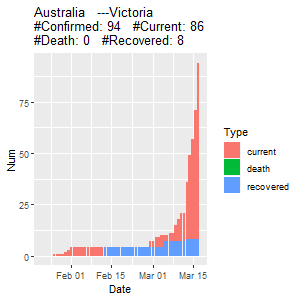 Australia   ---Victoria
#Confirmed: 94   #Current: 86
#Death: 0   #Recovered: 8
75
50
25
0
Num
Feb 01
Feb 15
Mar 01
Mar 15
Date
Type
current
death
recovered